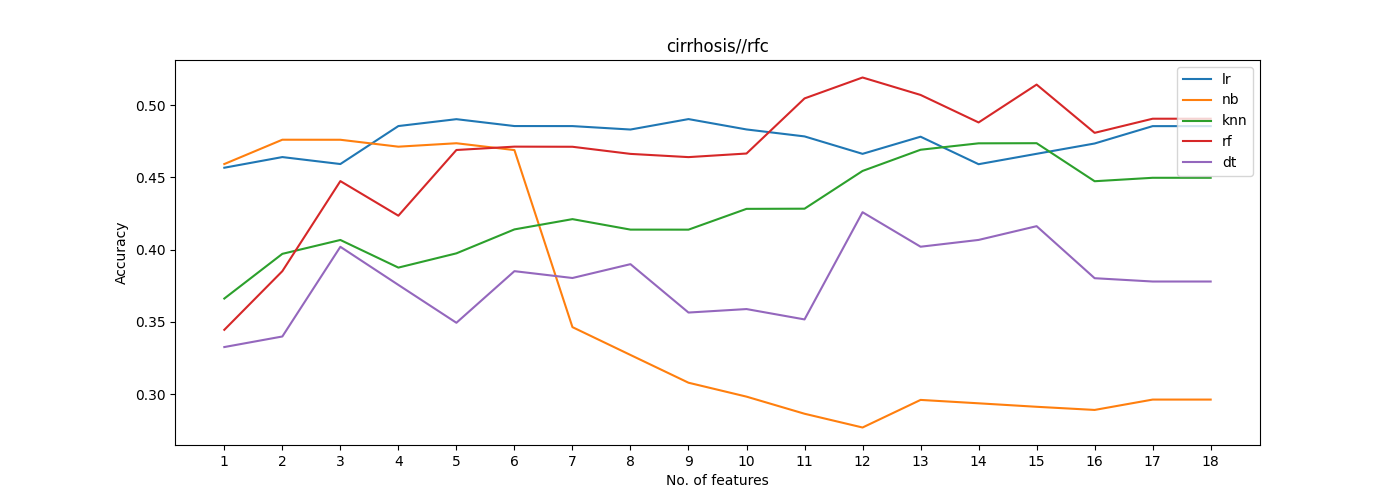 cirrhosis//rfc
Accuracy
0.50
0.45
0.40
0.35
0.30
lr
nb
knn
rf
dt
1 2 3 4 5 6 7 8 9 10 11 12 13 14 15 16 17 18
No. of features